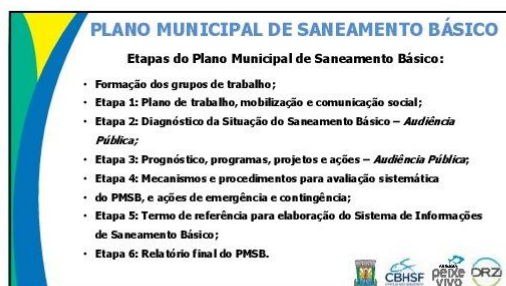 PLANO MUNICIPAL DE SANEAMENTO BÁSICO
Etapas do Plano Municipal de Saneamento Básico:
• Formação dos grupos de trabalho;
• Etapa 1: Plano de trabalho, mobilização e comunicação social;
• Etapa 2: Diagnóstico da Situação do Saneamento Básico – Audiência
Pública;
• Etapa 3: Prognóstico, programas, projetos e ações – Audiência Pública;
• Etapa 4: Mecanismos e procedimentos para avaliação sistemática
• do PMSB, e ações de emergência e contingência;
• Etapa 5: Termo de referência para elaboração do Sistema de Informações
de Saneamento Básico;
• Etapa 6: Relatório final do PMSB.
CBHSF
peixe
vivo
DRZ